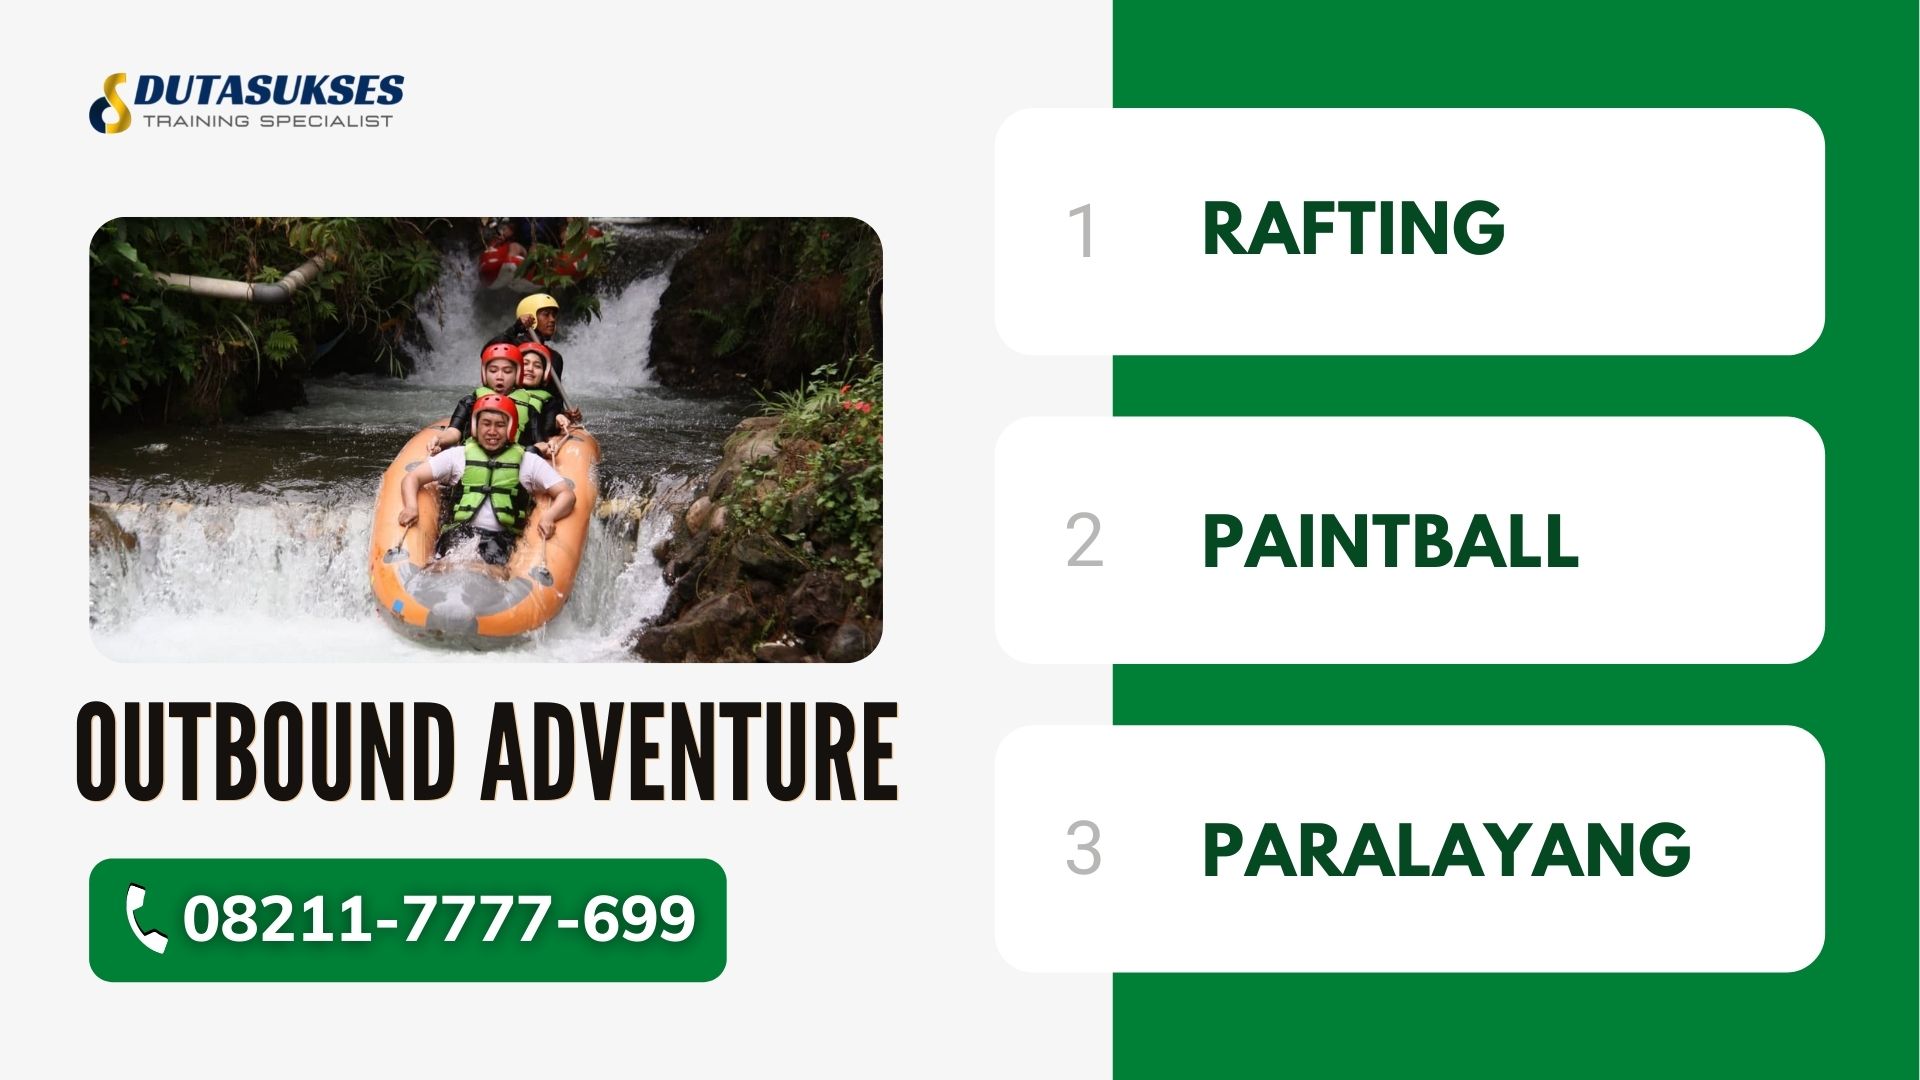 DUTASUKSES
TRAINING SPECIALIST
OUTBOUND ADVENTURE
08211-7777-699
1 RAFTING
2 PAINTBALL
3 PARALAYANG